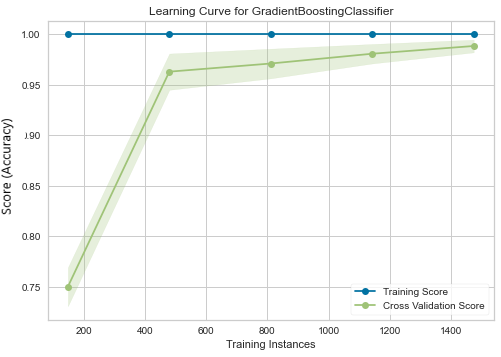 Learning Curve for GradientBoostingClassifier
1.00
0.95
0.90
0.85
0.80
0.75
Score (Accuracy)
200 400 600 800 1000 1200 1400
Training Instances
Training Score
Cross Validation Score